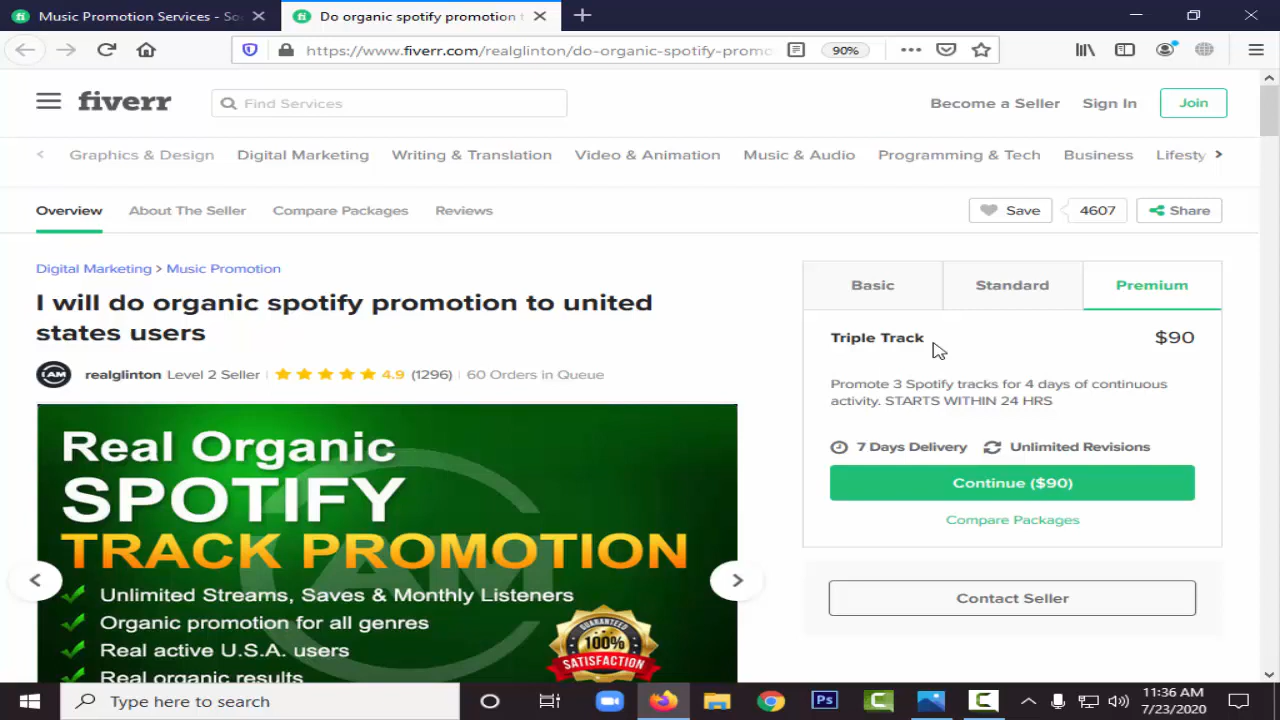 Music Promotion Services - So
Do organic spotify promotion t
https://www.fiverr.com/realglinton/do-organic-spotify-promo
90%
fiverr
Find Services
Become a Seller
Sign In
Join
Graphics & Design
Digital Marketing
Writing & Translation
Video & Animation
Music & Audio
Programming & Tech
Business
Lifesty
Overview
About The Seller
Compare Packages
Reviews
Save
4607
Share
Digital Marketing > Music Promotion
I will do organic spotify promotion to united
states users
realglinton Level 2 Seller 4.9 (1296) 60 Orders in Queue
Basic
Standard
Premium
Triple Track
$90
Promote 3 Spotify tracks for 4 days of continuous
activity. STARTS WITHIN 24 HRS
7 Days Delivery
Unlimited Revisions
Continue ($90)
Compare Packages
Contact Seller
I AM
Real Organic
SPOTIFY
TRACK PROMOTION
Unlimited Streams, Saves & Monthly Listeners
Organic promotion for all genres
Real active U.S.A. users
Real organic results
GUARANTEED
100%
SATISFACTION
Type here to search
Ps
11:36 AM
7/23/2020